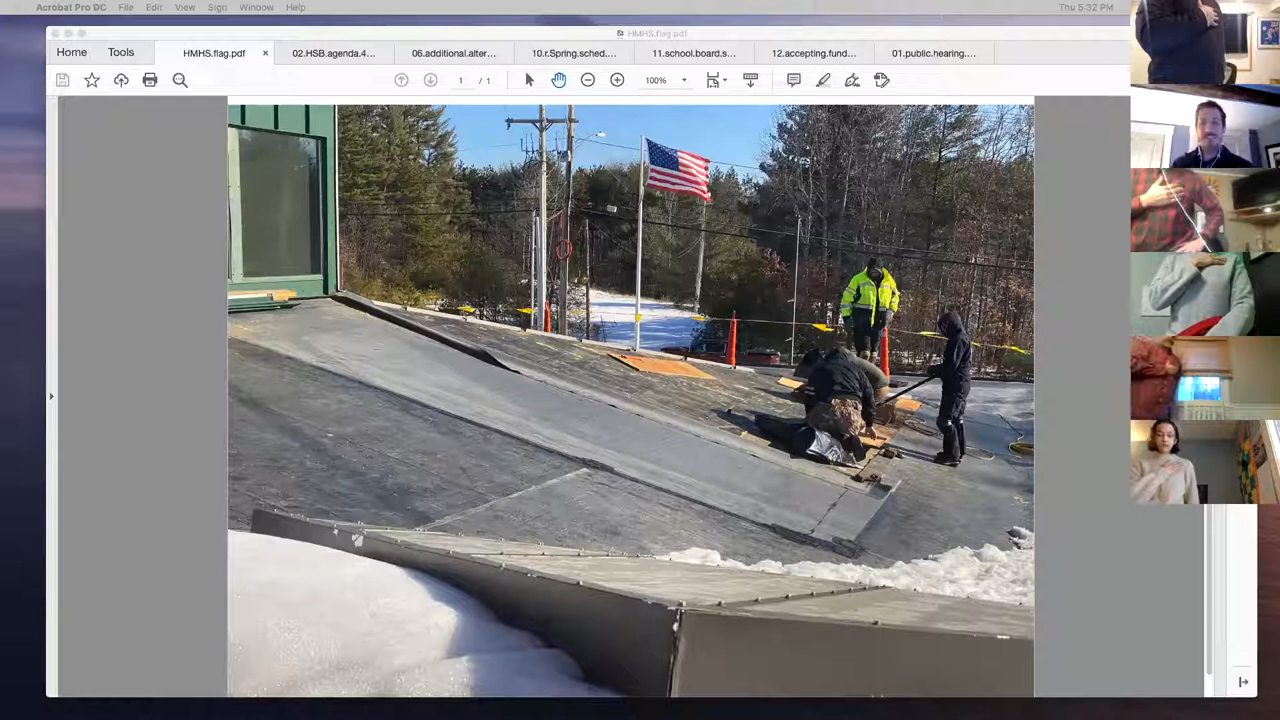 Acrobat Pro DC File Edit View Sign Window Help Thu 5:32 PM
HMHS.flag.pdf
Home Tools HMHS.flag.pdf × 02.HSB.agenda.4... 06.additional.alter... 10.r.Spring.sched... 11.school.board.s... 12.accepting.fund... 01.public.hearing....
1 / 1 100%